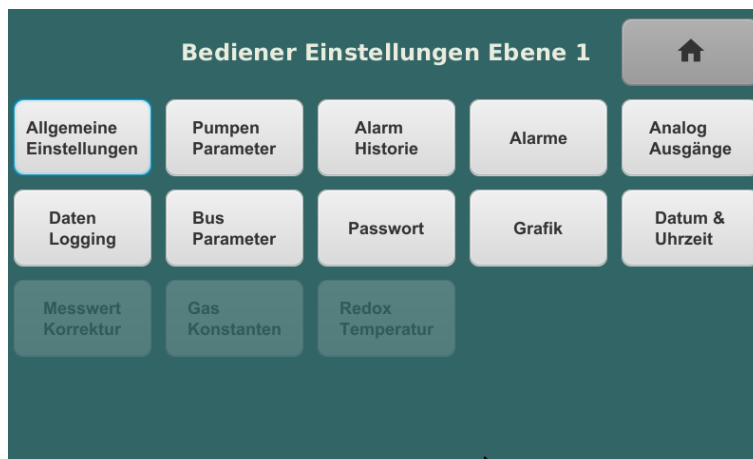 Bediener Einstellungen Ebene 1
Allgemeine
Einstellungen
Pumpen
Parameter
Alarm
Historie
Alarme
Analog
Ausgänge
Daten
Logging
Bus
Parameter
Passwort
Grafik
Datum &
Uhrzeit
Messwert
Korrektur
Gas
Konstanten
Redox
Temperatur